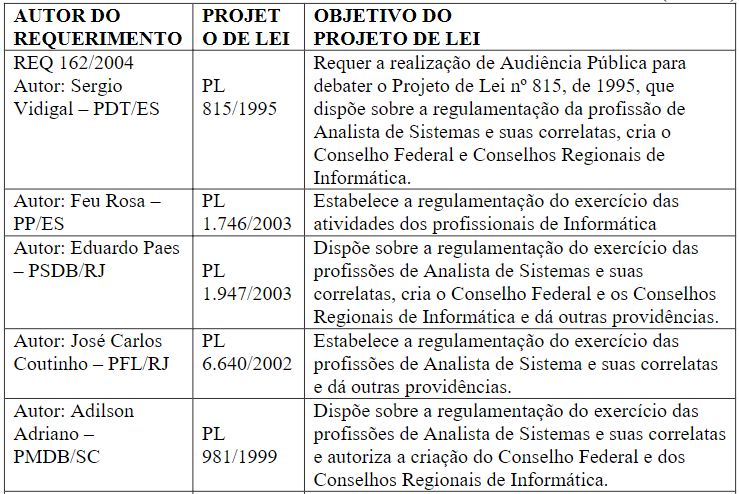 AUTOR DO
REQUERIMENTO
PROJET
O DE LEI
OBJETIVO DO
PROJETO DE LEI
REQ 162/2004
Autor: Sergio
Vidigal – PDT/ES
PL
815/1995
Requer a realização de Audiência Pública para
debater o Projeto de Lei nº 815, de 1995, que
dispõe sobre a regulamentação da profissão de
Analista de Sistemas e suas correlatas, cria o
Conselho Federal e Conselhos Regionais de
Informática.
Autor: Feu Rosa –
PP/ES
PL
1.746/2003
Estabelece a regulamentação do exercício das
atividades dos profissionais de Informática
Autor: Eduardo Paes
– PSDB/RJ
PL
1.947/2003
Dispõe sobre a regulamentação do exercício das
profissões de Analista de Sistemas e suas
correlatas, cria o Conselho Federal e os Conselhos
Regionais de Informática e dá outras providências.
Autor: José Carlos
Coutinho – PFL/RJ
PL
6.640/2002
Estabelece a regulamentação do exercício das
profissões de Analista de Sistema e suas correlatas
e dá outras providências.
Autor: Adilson
Adriano –
PMDB/SC
PL
981/1999
Dispõe sobre a regulamentação do exercício das
profissões de Analista de Sistemas e suas correlatas
e autoriza a criação do Conselho Federal e dos
Conselhos Regionais de Informática.